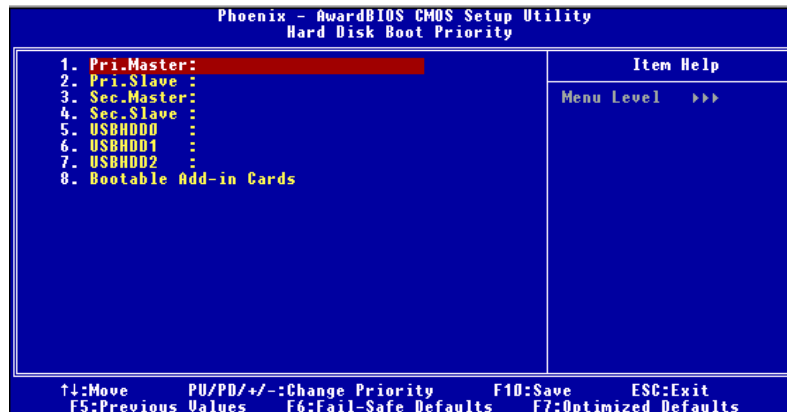 Phoenix - AwardBIOS CMOS Setup Utility
Hard Disk Boot Priority
1. Pri.Master:
2. Pri.Slave :
3. Sec.Master:
4. Sec.Slave :
5. USBHDD0 :
6. USBHDD1 :
7. USBHDD2 :
8. Bootable Add-in Cards
Item Help
Menu Level ►►►
↑↓:Move PU/PD/+/-:Change Priority F10:Save ESC:Exit
F5:Previous Values F6:Fail-Safe Defaults F7:Optimized Defaults